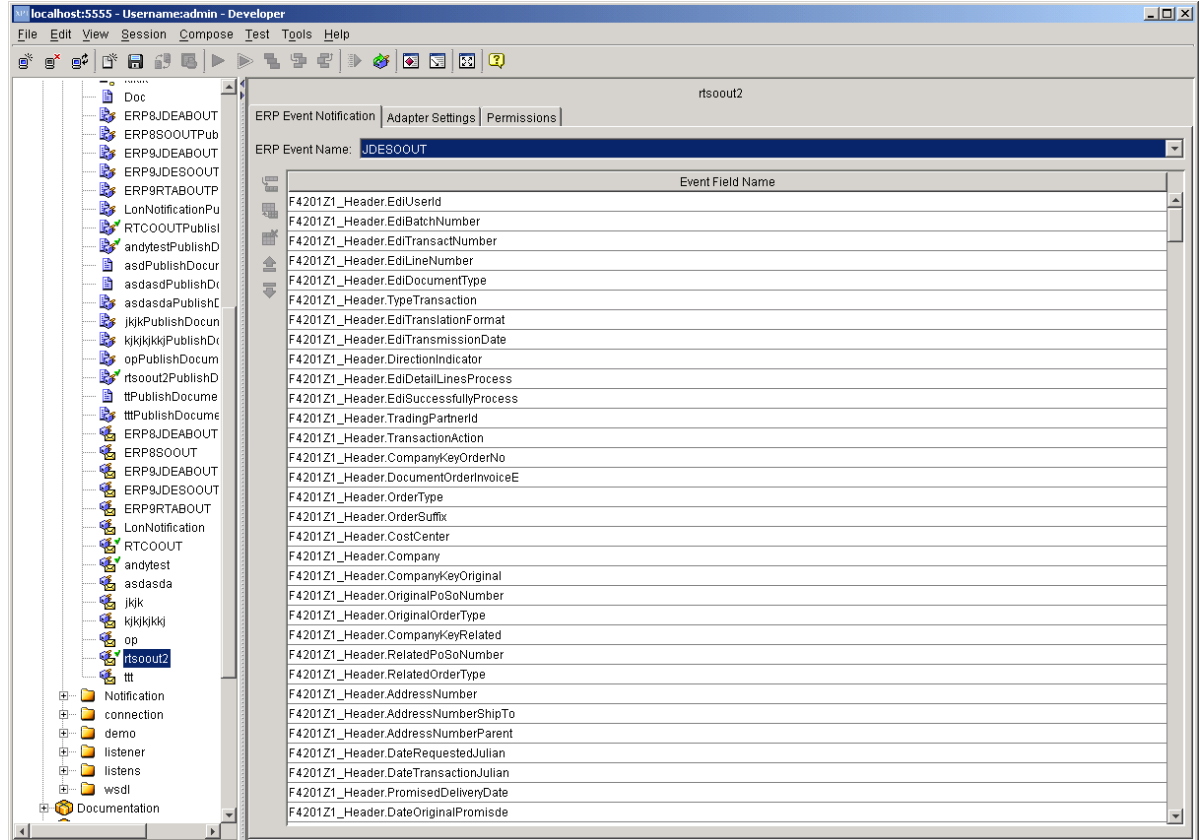 localhost:5555 - Username:admin - Developer
File Edit View Session Compose Test Tools Help
Doc
ERP8JDEABOUT
ERP8SOOUTPub
ERP9JDEABOUT
ERP9JDESOOUT
ERP9RTABOUTP
LonNotificationPu
RTCOOUTPublisl
andytestPublishD
asdPublishDocur
asdasdPublishDo
asdasdaPublishD
jkjkPublishDocun
kjkjkjkkjPublishDo
opPublishDocum
rtsoout2PublishD
ttPublishDocume
tttPublishDocume
ERP8JDEABOUT
ERP8SOOUT
ERP9JDEABOUT
ERP9JDESOOUT
ERP9RTABOUT
LonNotification
RTCOOUT
andytest
asdasda
jkjk
kjkjkjkkj
op
rtsoout2
ttt
Notification
connection
demo
listener
listens
wsdl
Documentation
rtsoout2
ERP Event Notification Adapter Settings Permissions
ERP Event Name: JDESOOUT
Event Field Name
F4201Z1_Header.EdiUserId
F4201Z1_Header.EdiBatchNumber
F4201Z1_Header.EdiTransactNumber
F4201Z1_Header.EdiLineNumber
F4201Z1_Header.EdiDocumentType
F4201Z1_Header.TypeTransaction
F4201Z1_Header.EdiTranslationFormat
F4201Z1_Header.EdiTransmissionDate
F4201Z1_Header.DirectionIndicator
F4201Z1_Header.EdiDetailLinesProcess
F4201Z1_Header.EdiSuccessfullyProcess
F4201Z1_Header.TradingPartnerId
F4201Z1_Header.TransactionAction
F4201Z1_Header.CompanyKeyOrderNo
F4201Z1_Header.DocumentOrderInvoiceE
F4201Z1_Header.OrderType
F4201Z1_Header.OrderSuffix
F4201Z1_Header.CostCenter
F4201Z1_Header.Company
F4201Z1_Header.CompanyKeyOriginal
F4201Z1_Header.OriginalPoSoNumber
F4201Z1_Header.OriginalOrderType
F4201Z1_Header.CompanyKeyRelated
F4201Z1_Header.RelatedPoSoNumber
F4201Z1_Header.RelatedOrderType
F4201Z1_Header.AddressNumber
F4201Z1_Header.AddressNumberShipTo
F4201Z1_Header.AddressNumberParent
F4201Z1_Header.DateRequestedJulian
F4201Z1_Header.DateTransactionJulian
F4201Z1_Header.PromisedDeliveryDate
F4201Z1_Header.DateOriginalPromisde